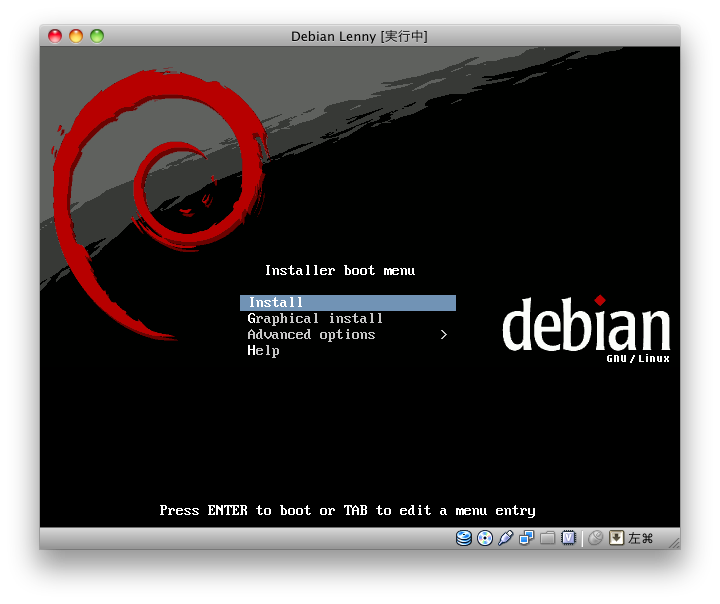 Debian Lenny [実行中]
Installer boot menu
Install
Graphical install
Advanced options >
Help
debian
GNU/Linux
Press ENTER to boot or TAB to edit a menu entry
V
左⌘